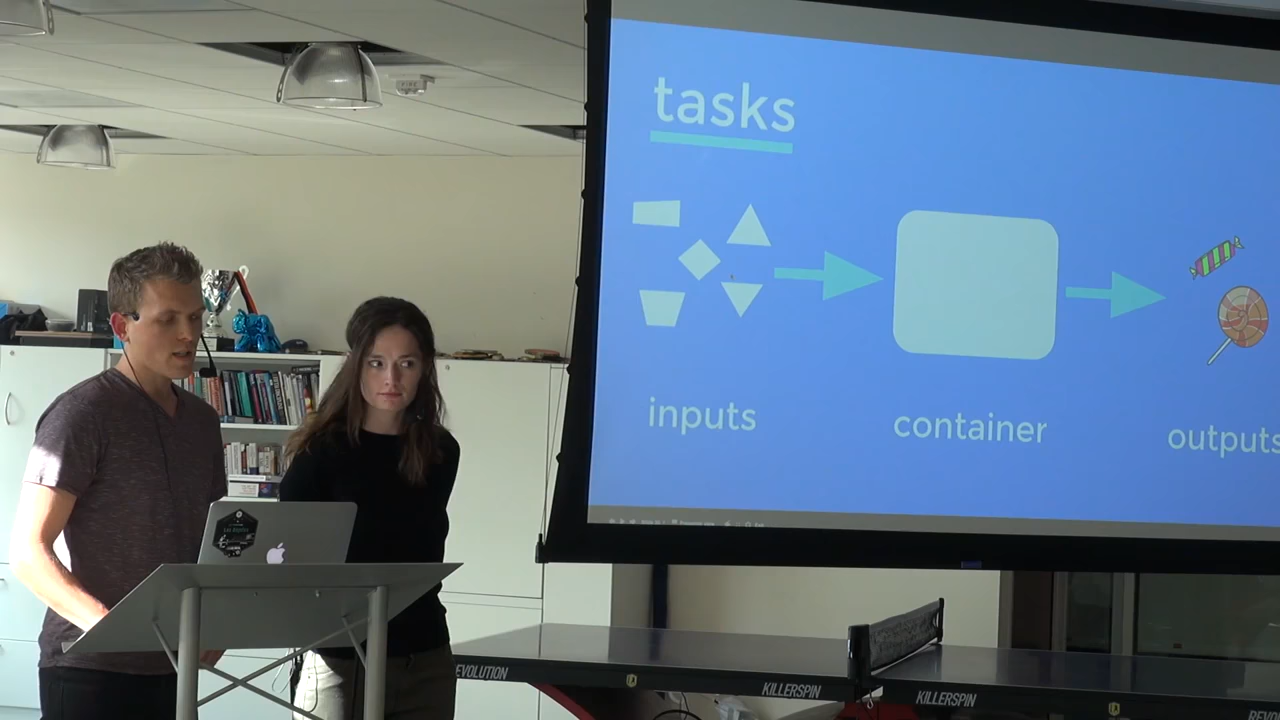 tasks
inputs
container
outputs
EVOLUTION
KILLERSPIN
KILLERSPIN